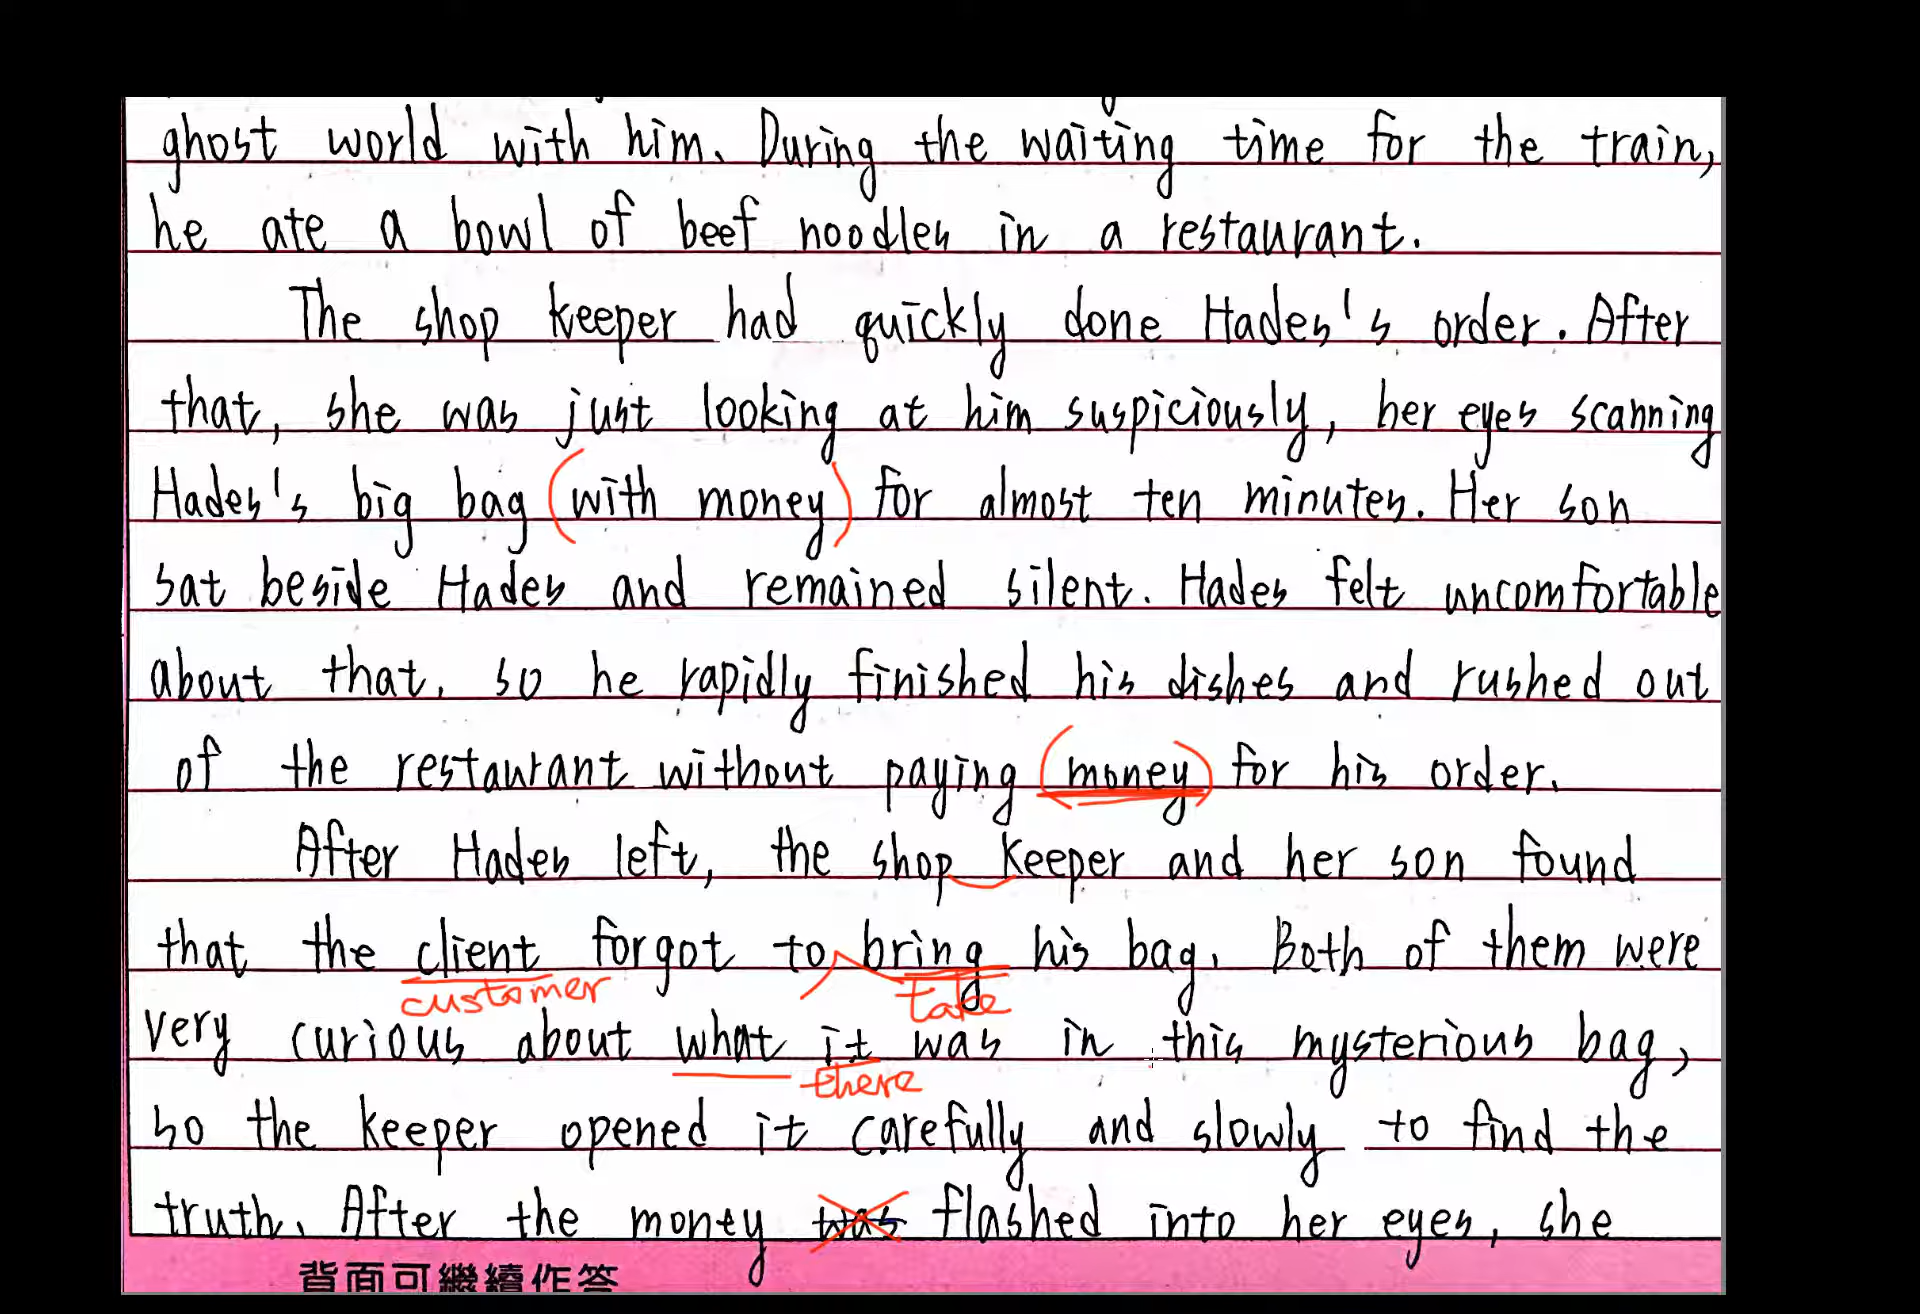 ghost world with him. During the waiting time for the train,
he ate a bowl of beef noodles in a restaurant.
The shop keeper had quickly done Hades's order. After
that, she was just looking at him suspiciously, her eyes scanning
Hades's big bag (with money) for almost ten minutes. Her son
sat beside Hades and remained silent. Hades felt uncomfortable
about that, so he rapidly finished his dishes and rushed out
of the restaurant without paying (money) for his order.
After Hades left, the shop keeper and her son found
that the client forgot to bring his bag. Both of them were
customer take
very curious about what it was in this mysterious bag,
there
so the keeper opened it carefully and slowly to find the
truth. After the money was flashed into her eyes, she
背面可繼續作答